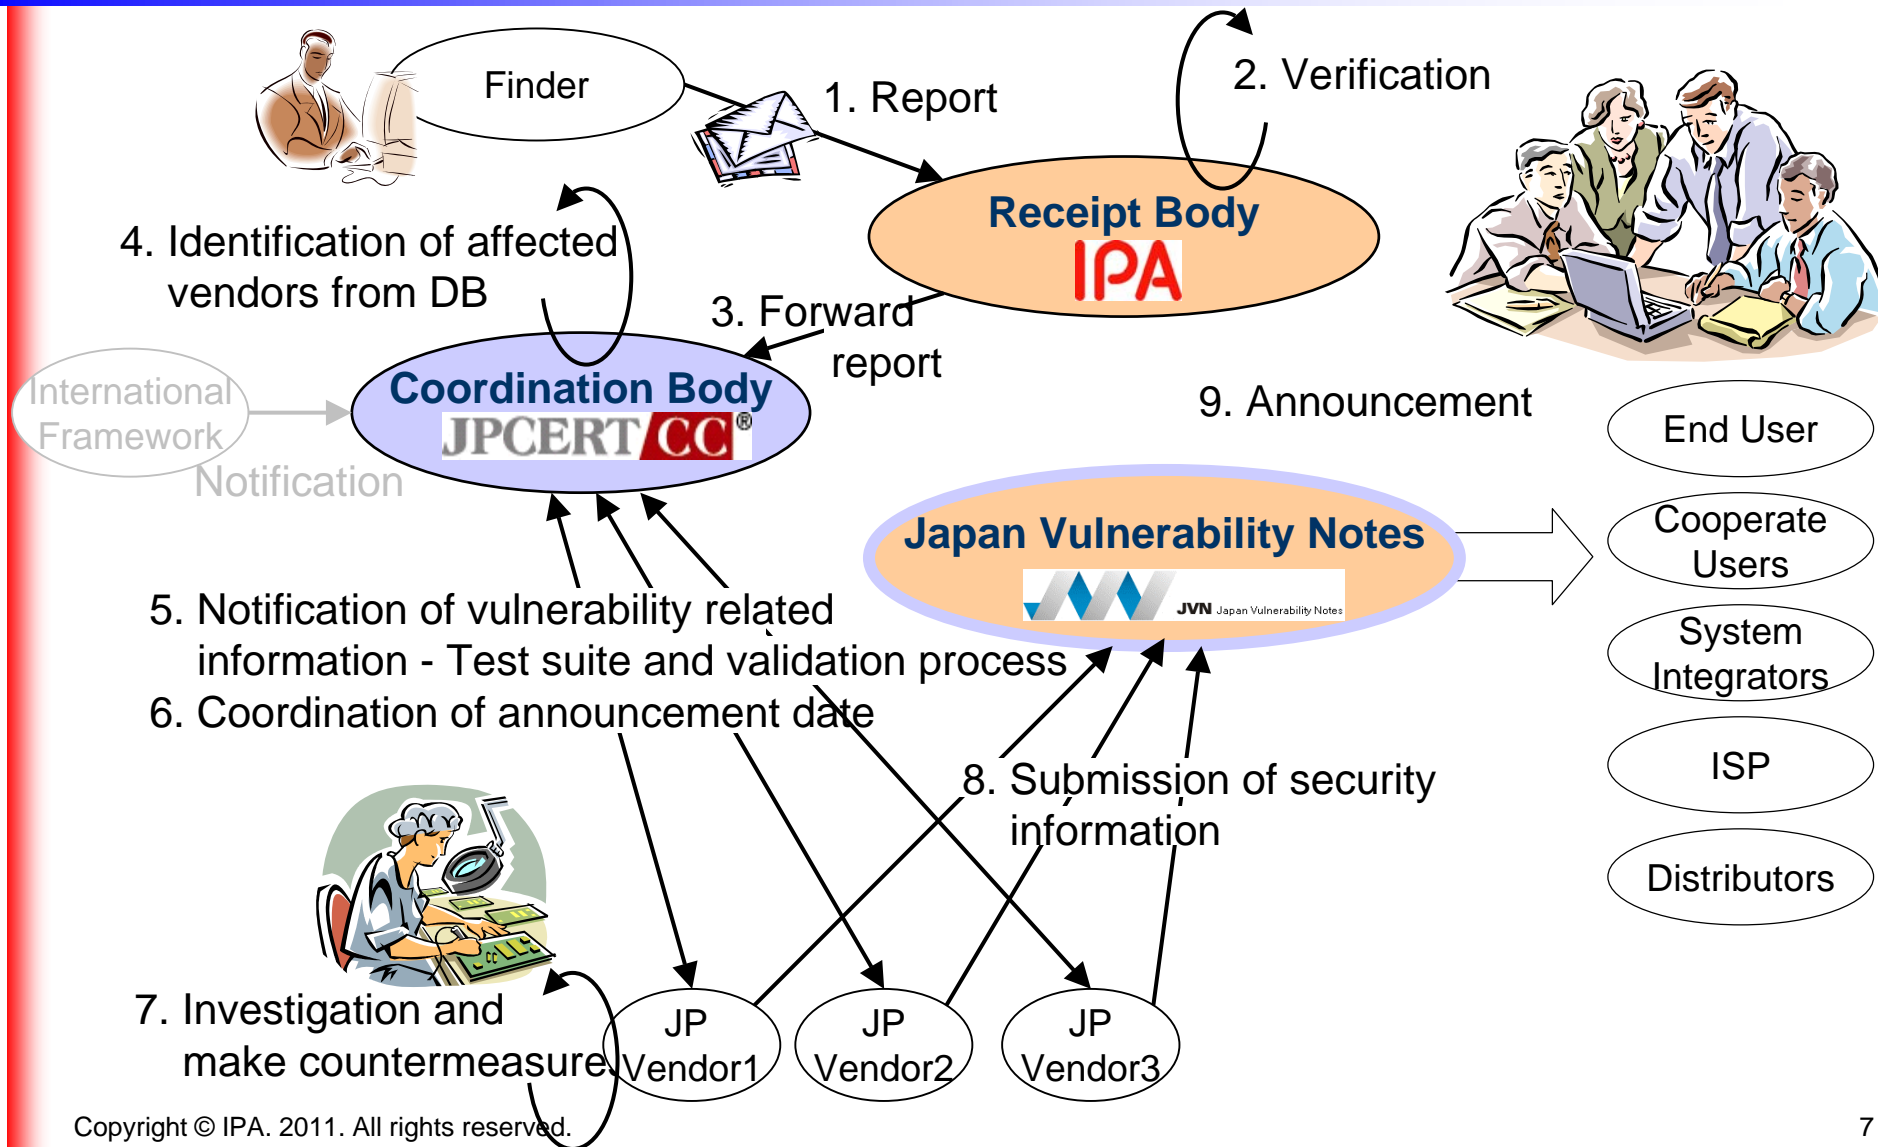 Finder
1. Report
2. Verification
Receipt Body
IPA
4. Identification of affected
vendors from DB
3. Forward
report
International
Framework
Notification
Coordination Body
JPCERT/CC®
9. Announcement
End User
Cooperate
Users
System
Integrators
ISP
Distributors
Japan Vulnerability Notes
JVN Japan Vulnerability Notes
5. Notification of vulnerability related
information - Test suite and validation process
6. Coordination of announcement date
8. Submission of security
information
7. Investigation and
make countermeasure.
JP
Vendor1
JP
Vendor2
JP
Vendor3
Copyright © IPA. 2011. All rights reserved.
7